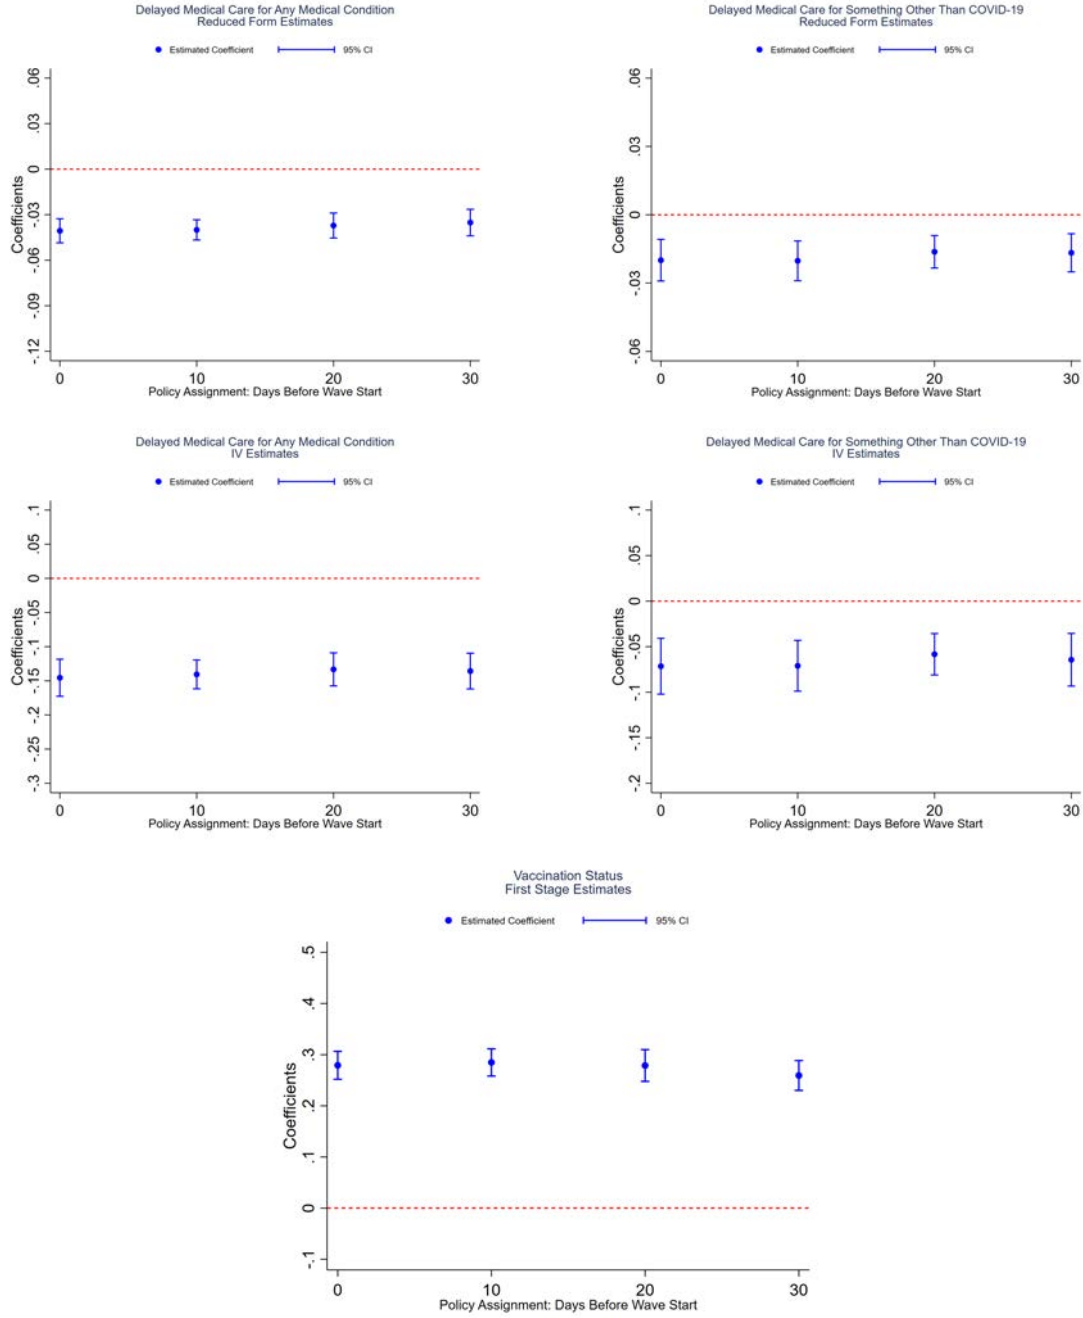 Delayed Medical Care for Any Medical Condition
Reduced Form Estimates
Estimated Coefficient 95% CI
.06
.03
0
-.03
-.06
-.09
-.12
Coefficients
0 10 20 30
Policy Assignment: Days Before Wave Start
Delayed Medical Care for Something Other Than COVID-19
Reduced Form Estimates
Estimated Coefficient 95% CI
.06
.03
0
-.03
-.06
Coefficients
0 10 20 30
Policy Assignment: Days Before Wave Start
Delayed Medical Care for Any Medical Condition
IV Estimates
Estimated Coefficient 95% CI
.1
.05
0
-.05
-.1
-.15
-.2
-.25
-.3
Coefficients
0 10 20 30
Policy Assignment: Days Before Wave Start
Delayed Medical Care for Something Other Than COVID-19
IV Estimates
Estimated Coefficient 95% CI
.1
.05
0
-.05
-.1
-.15
-.2
Coefficients
0 10 20 30
Policy Assignment: Days Before Wave Start
Vaccination Status
First Stage Estimates
Estimated Coefficient 95% CI
.5
.4
.3
.2
.1
0
-.1
Coefficients
0 10 20 30
Policy Assignment: Days Before Wave Start